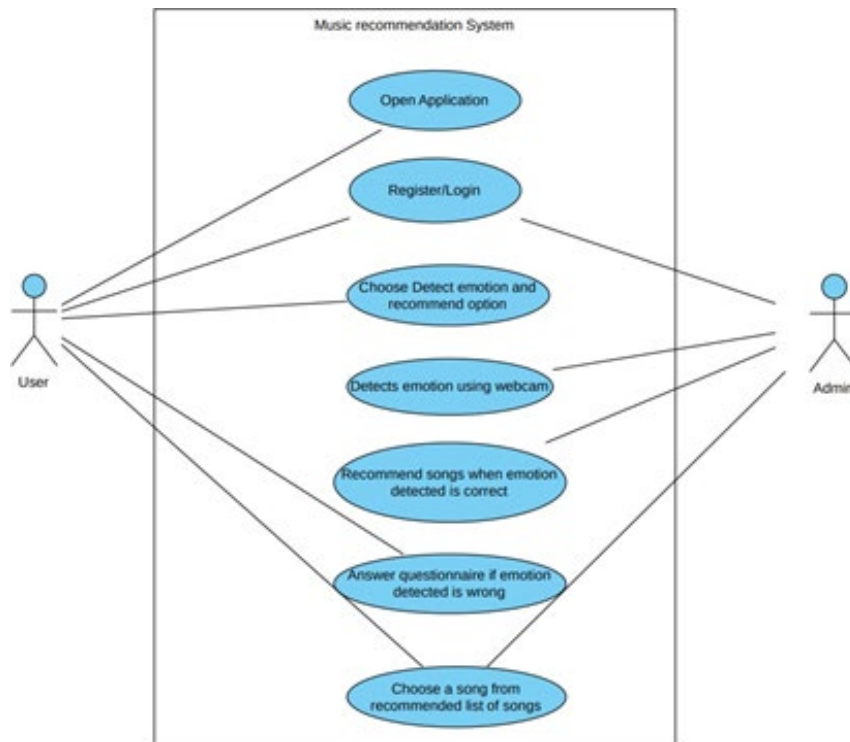 Music recommendation System
Open Application
Register/Login
Choose Detect emotion and
recommend option
Detects emotion using webcam
Recommend songs when emotion
detected is correct
Answer questionnaire if emotion
detected is wrong
Choose a song from
recommended list of songs
User
Admin